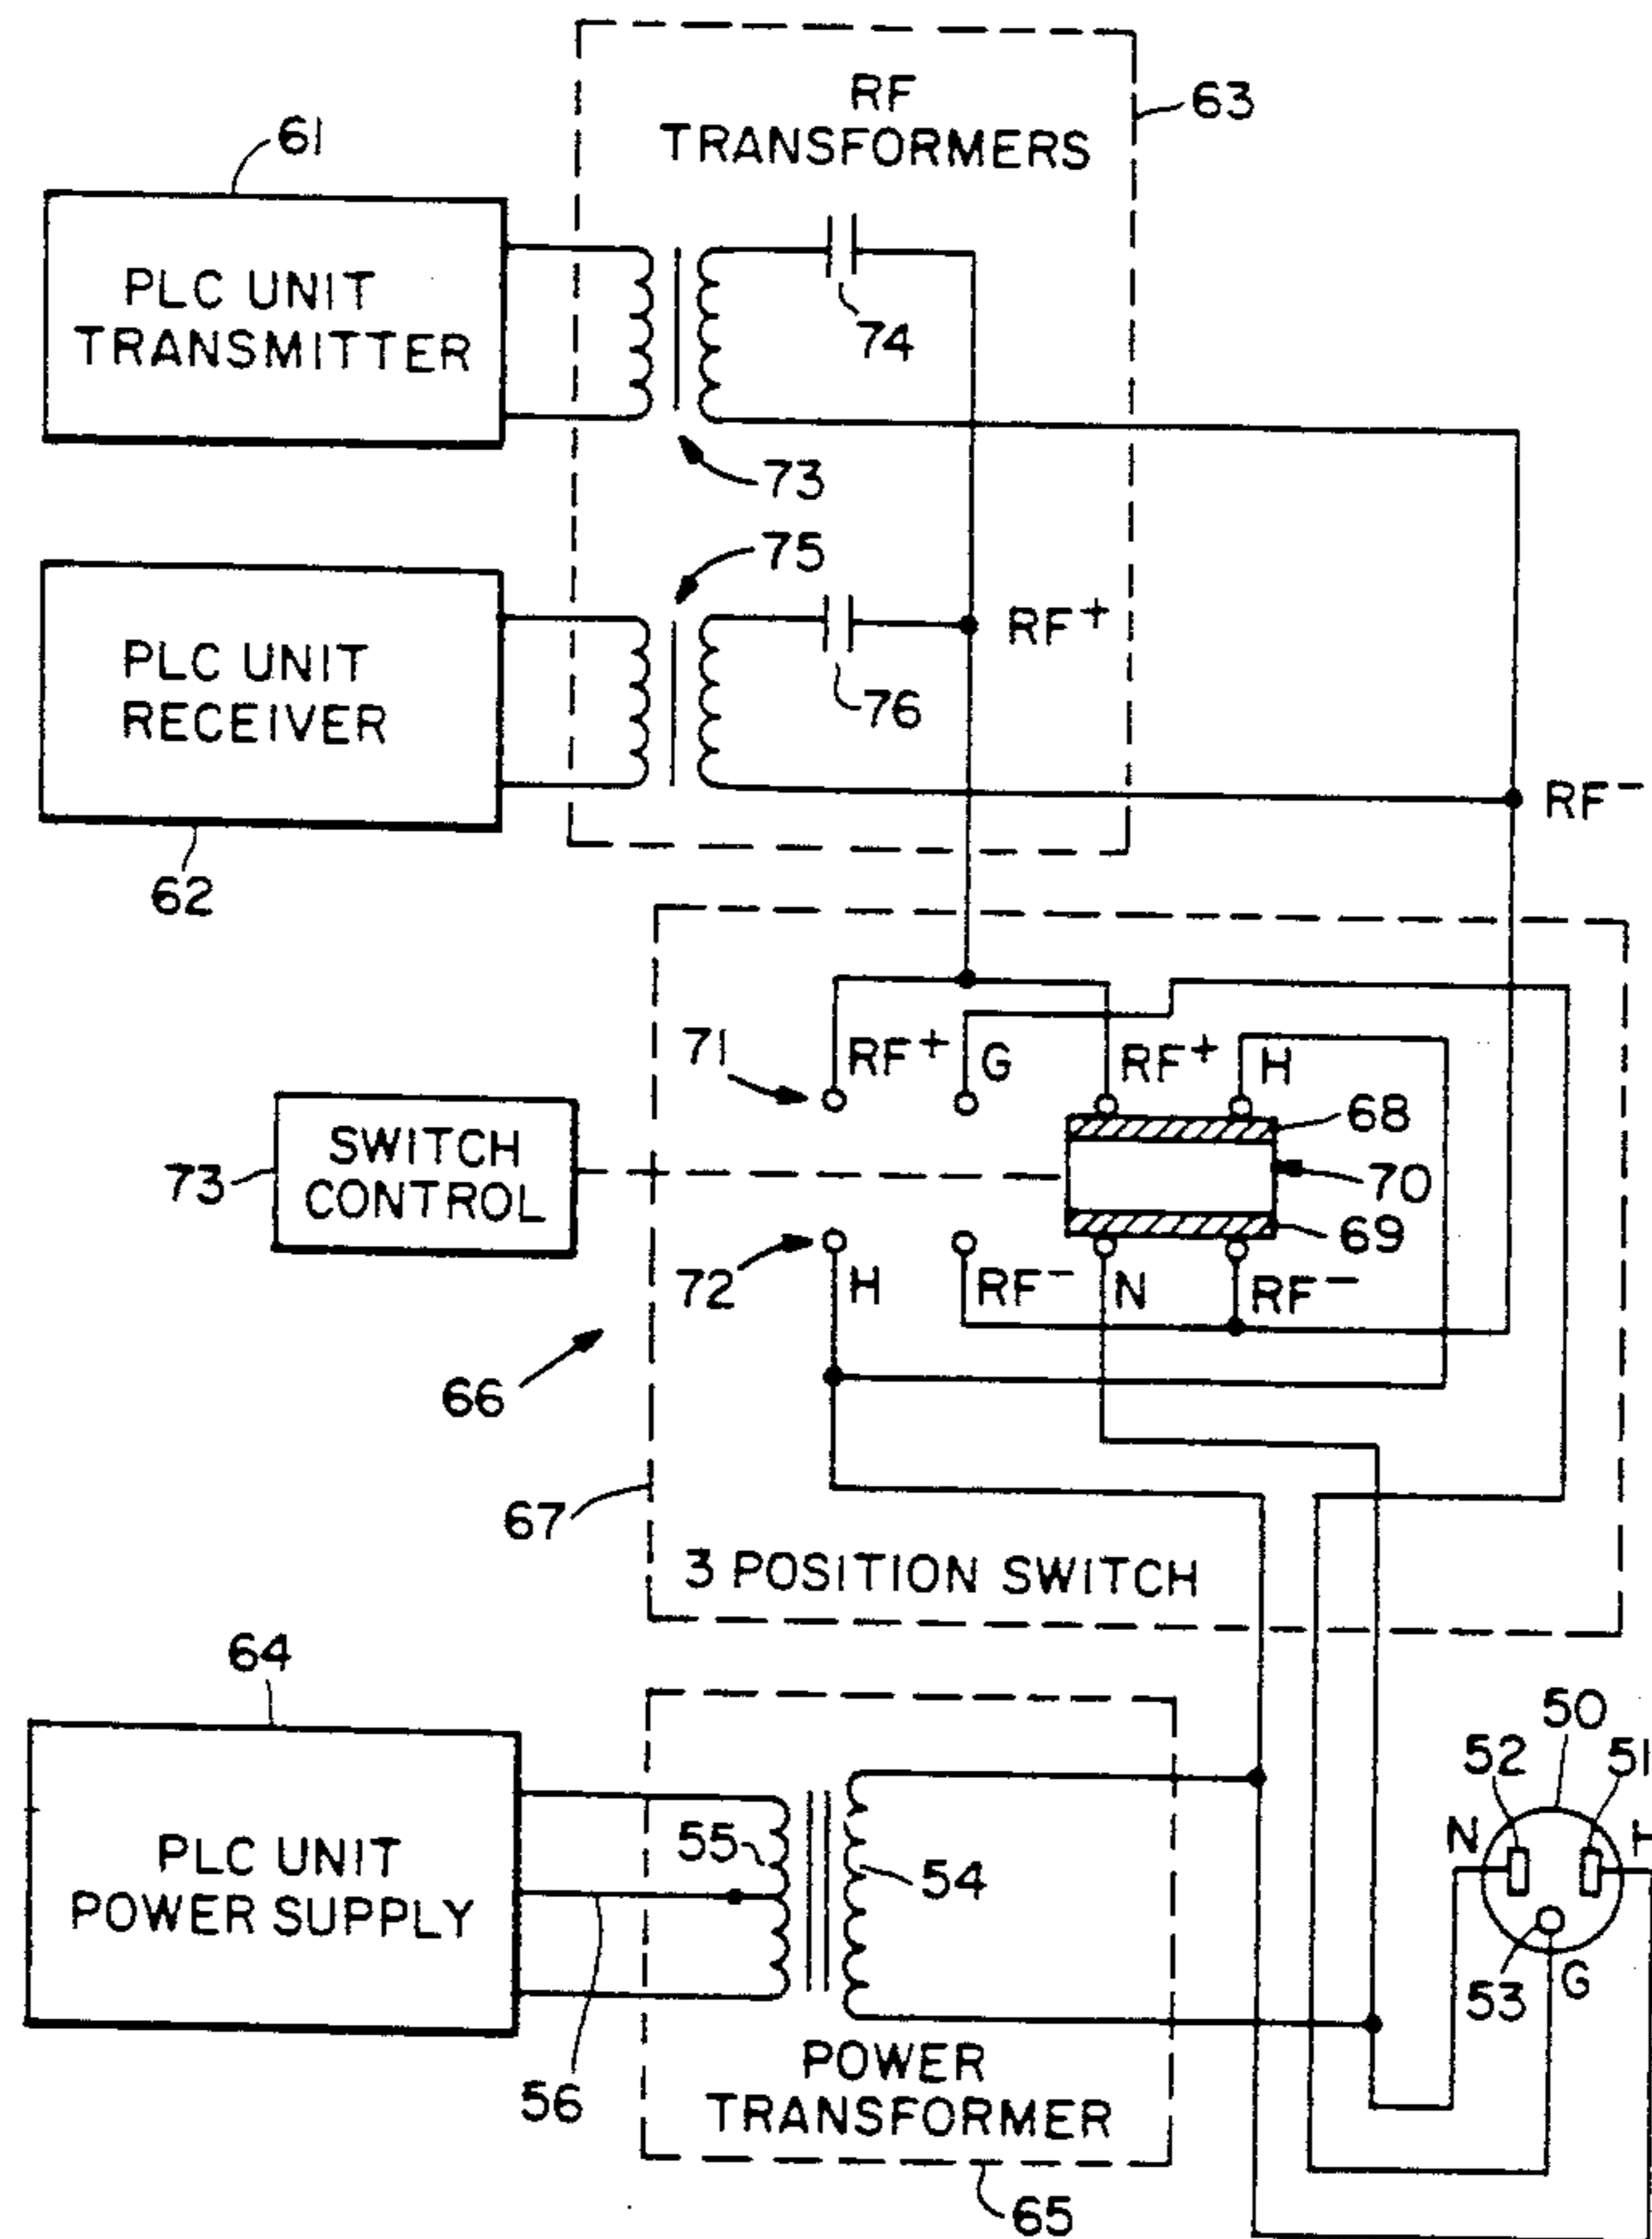 RF
TRANSFORMERS
63
61
PLC UNIT
TRANSMITTER
74
73
75
PLC UNIT
RECEIVER
RF+
76
RF-
62
71
RF+ G RF+ H
68
SWITCH
CONTROL
73
70
69
72
H RF- N RF-
66
67
3 POSITION SWITCH
64
50
52
51
N
H
PLC UNIT
POWER SUPPLY
55
54
53
G
56
POWER
TRANSFORMER
65